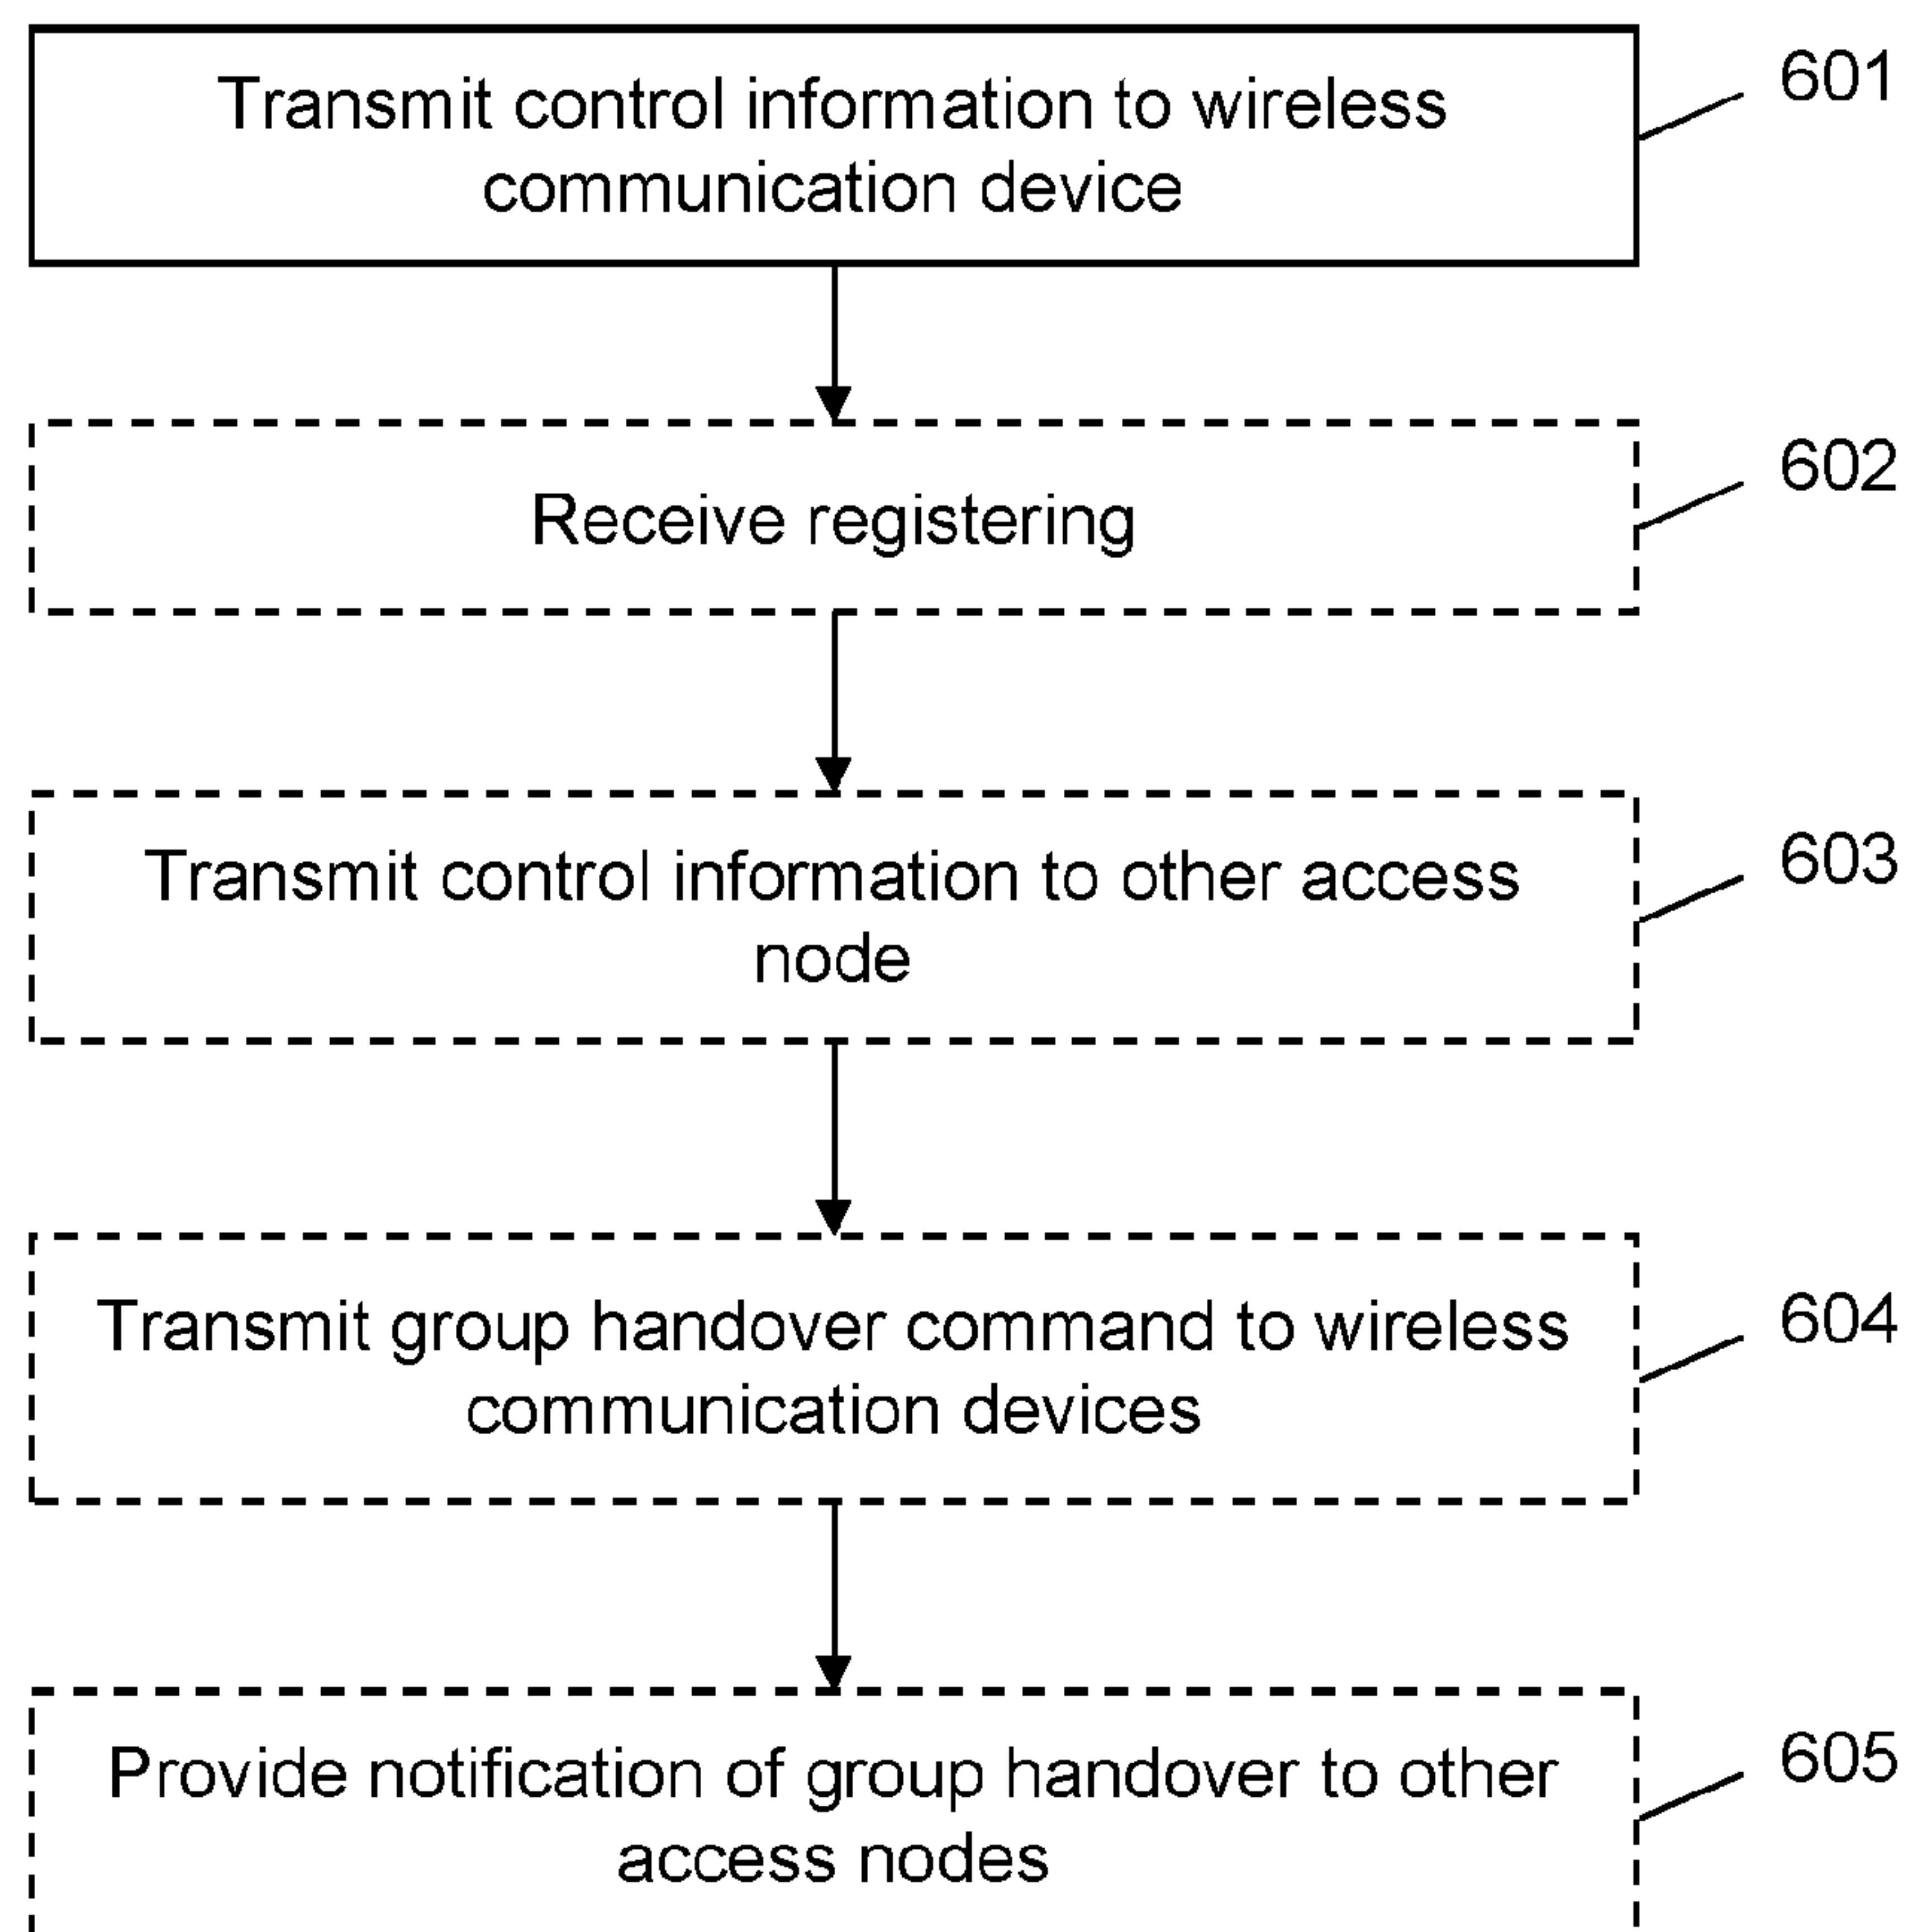 Transmit control information to wireless
communication device
601
Receive registering
602
Transmit control information to other access
node
603
Transmit group handover command to wireless
communication devices
604
Provide notification of group handover to other
access nodes
605